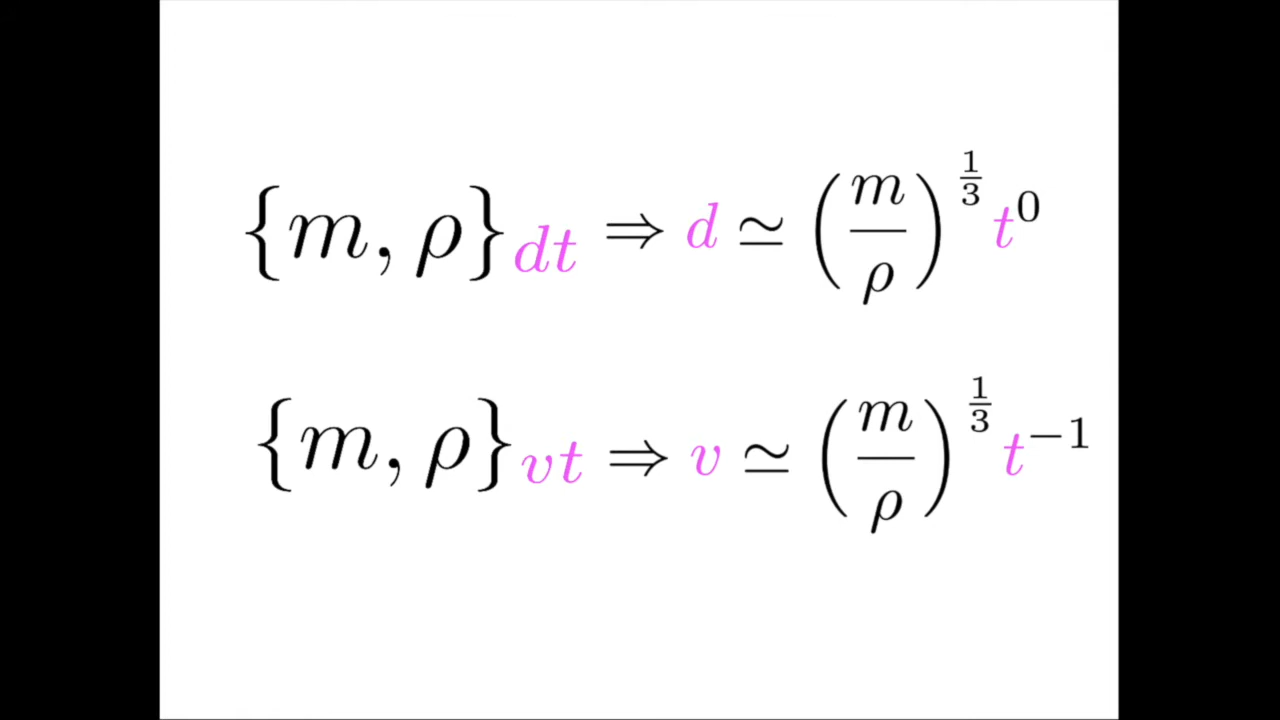 {m, ρ}_{dt} ⇒ d ≃ (m/ρ)^{1/3} t^{0}
{m, ρ}_{vt} ⇒ v ≃ (m/ρ)^{1/3} t^{-1}